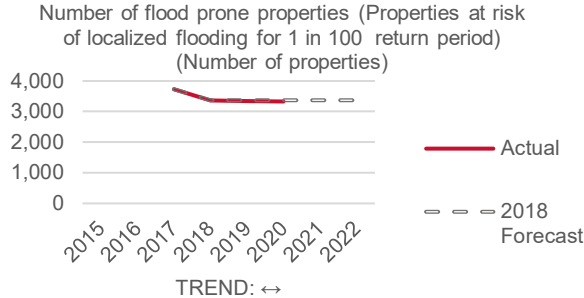 Number of flood prone properties (Properties at risk
of localized flooding for 1 in 100 return period)
(Number of properties)
4,000
3,000
2,000
1,000
0
2015
2016
2017
2018
2019
2020
2021
2022
Actual
2018
Forecast
TREND: ↔